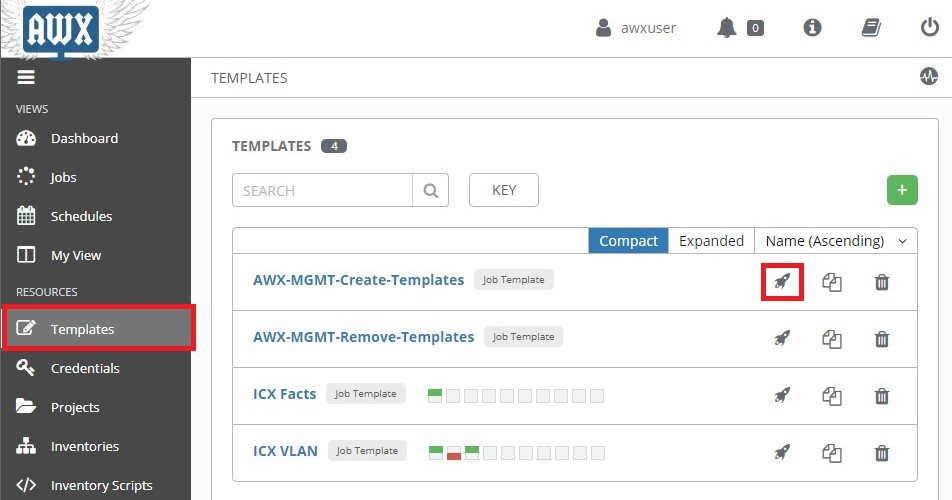 AWX
awxuser 0
TEMPLATES
VIEWS
Dashboard
Jobs
Schedules
My View
RESOURCES
Templates
Credentials
Projects
Inventories
Inventory Scripts
TEMPLATES 4
SEARCH KEY +
Compact Expanded Name (Ascending)
AWX-MGMT-Create-Templates Job Template
AWX-MGMT-Remove-Templates Job Template
ICX Facts Job Template
ICX VLAN Job Template